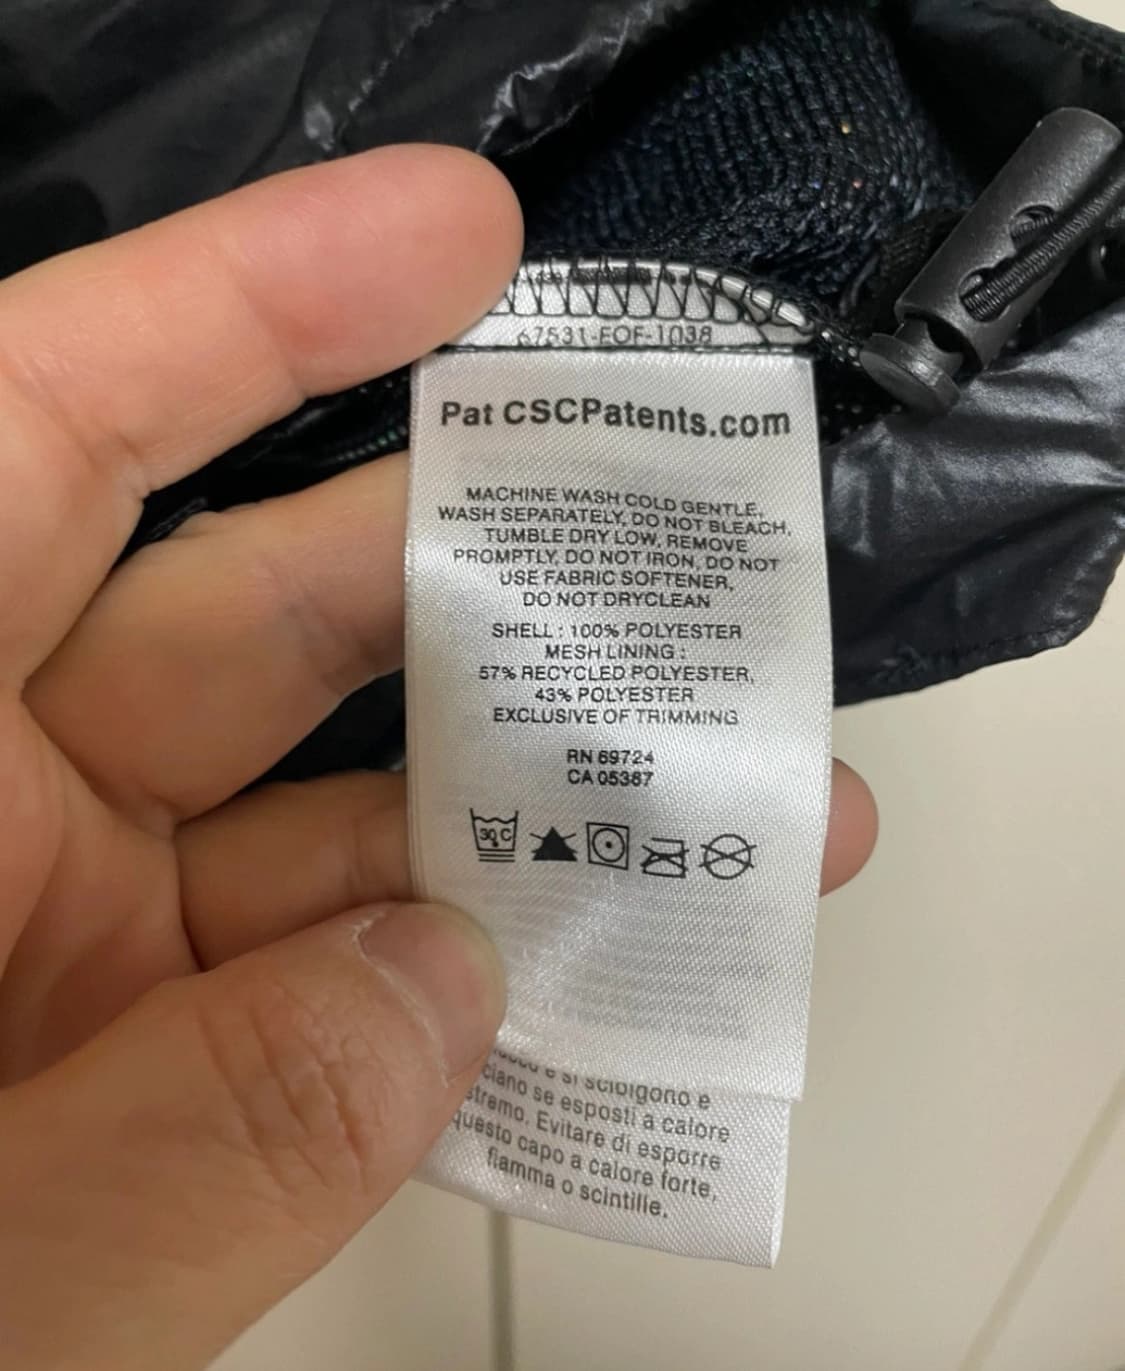 67531-EOF-1038
Pat CSCPatents.com
MACHINE WASH COLD GENTLE,
WASH SEPARATELY, DO NOT BLEACH,
TUMBLE DRY LOW, REMOVE
PROMPTLY, DO NOT IRON, DO NOT
USE FABRIC SOFTENER,
DO NOT DRYCLEAN
SHELL : 100% POLYESTER
MESH LINING :
57% RECYCLED POLYESTER,
43% POLYESTER
EXCLUSIVE OF TRIMMING
RN 69724
CA 05367
30 C
e si sciolgono e
ciano se esposti a calore
estremo. Evitare di esporre
questo capo a calore forte,
fiamma o scintille.